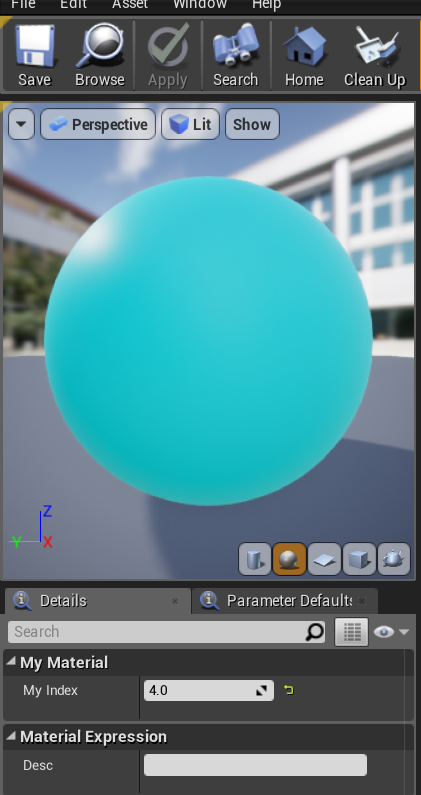 File Edit Asset Window Help
Save Browse Apply Search Home Clean Up
Perspective Lit Show
Z
Y X
Details × Parameter Defaults ×
Search
My Material
My Index 4.0
Material Expression
Desc